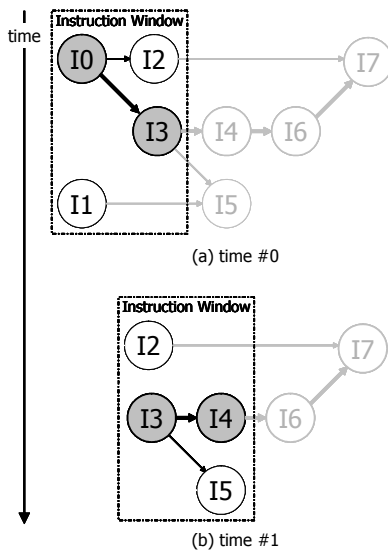 Instruction Window
time
I0 I2 I7
I3 I4 I6
I1 I5
(a) time #0
Instruction Window
I2 I7
I3 I4 I6
I5
(b) time #1